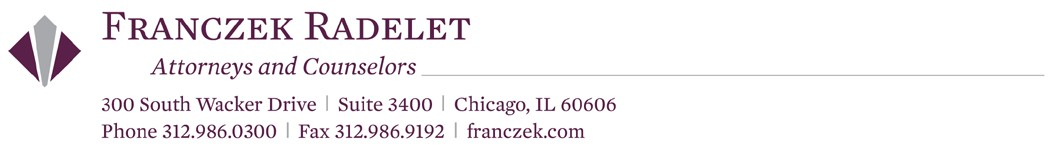 Franczek Radelet
Attorneys and Counselors
300 South Wacker Drive | Suite 3400 | Chicago, IL 60606
Phone 312.986.0300 | Fax 312.986.9192 | franczek.com